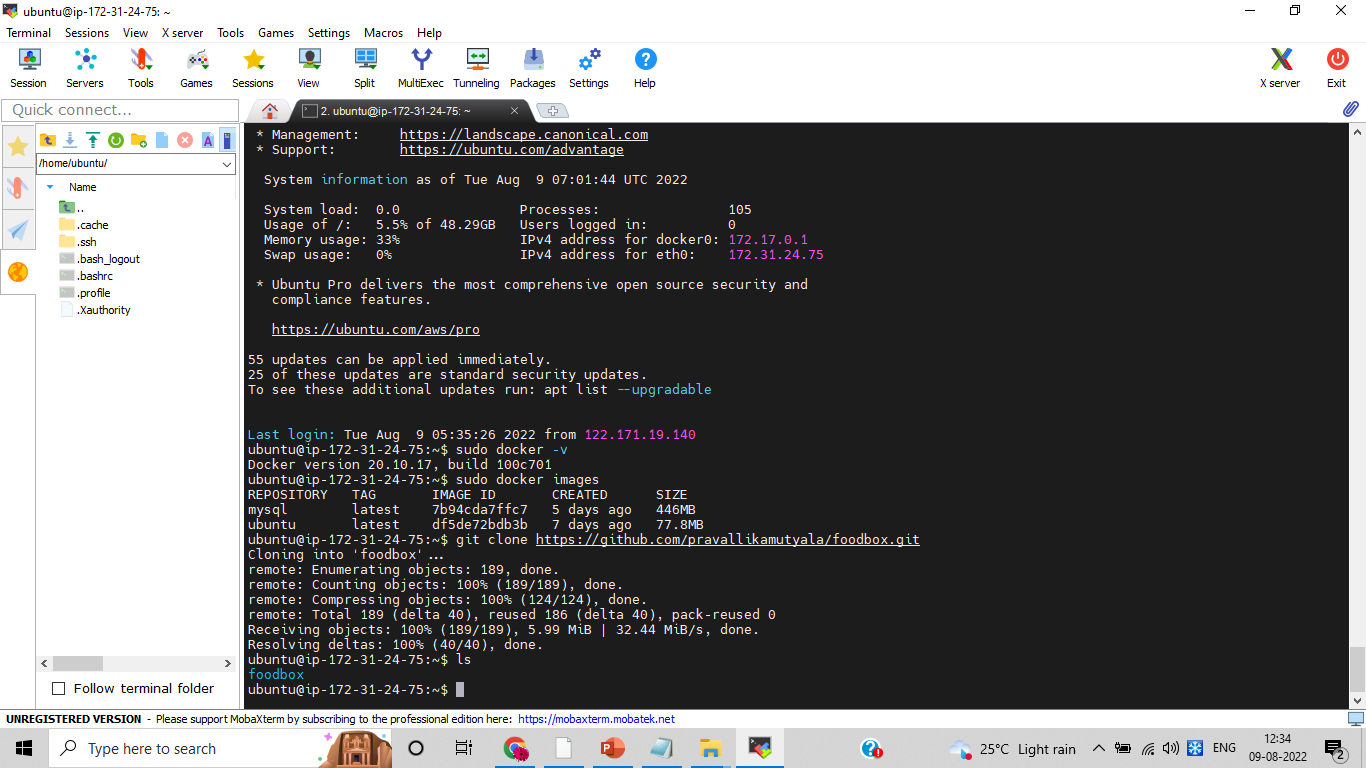 ubuntu@ip-172-31-24-75: ~
Terminal Sessions View X server Tools Games Settings Macros Help
Session Servers Tools Games Sessions View Split MultiExec Tunneling Packages Settings Help X server Exit
Quick connect...
2. ubuntu@ip-172-31-24-75: ~
/home/ubuntu/
Name
..
.cache
.ssh
.bash_logout
.bashrc
.profile
.Xauthority
Follow terminal folder
* Management: https://landscape.canonical.com
* Support: https://ubuntu.com/advantage
System information as of Tue Aug 9 07:01:44 UTC 2022
System load: 0.0 Processes: 105
Usage of /: 5.5% of 48.29GB Users logged in: 0
Memory usage: 33% IPv4 address for docker0: 172.17.0.1
Swap usage: 0% IPv4 address for eth0: 172.31.24.75
* Ubuntu Pro delivers the most comprehensive open source security and
compliance features.
https://ubuntu.com/aws/pro
55 updates can be applied immediately.
25 of these updates are standard security updates.
To see these additional updates run: apt list --upgradable
Last login: Tue Aug 9 05:35:26 2022 from 122.171.19.140
ubuntu@ip-172-31-24-75:~$ sudo docker -v
Docker version 20.10.17, build 100c701
ubuntu@ip-172-31-24-75:~$ sudo docker images
REPOSITORY TAG IMAGE ID CREATED SIZE
mysql latest 7b94cda7ffc7 5 days ago 446MB
ubuntu latest df5de72bdb3b 7 days ago 77.8MB
ubuntu@ip-172-31-24-75:~$ git clone https://github.com/pravallikamutyala/foodbox.git
Cloning into 'foodbox'...
remote: Enumerating objects: 189, done.
remote: Counting objects: 100% (189/189), done.
remote: Compressing objects: 100% (124/124), done.
remote: Total 189 (delta 40), reused 186 (delta 40), pack-reused 0
Receiving objects: 100% (189/189), 5.99 MiB | 32.44 MiB/s, done.
Resolving deltas: 100% (40/40), done.
ubuntu@ip-172-31-24-75:~$ ls
foodbox
ubuntu@ip-172-31-24-75:~$
UNREGISTERED VERSION - Please support MobaXterm by subscribing to the professional edition here: https://mobaxterm.mobatek.net
Type here to search
25°C Light rain
ENG
12:34
09-08-2022
2